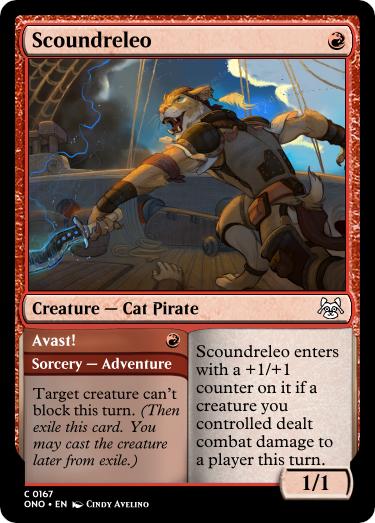 Scoundreleo
Creature — Cat Pirate
Avast!
Sorcery — Adventure
Target creature can't
block this turn. (Then
exile this card. You
may cast the creature
later from exile.)
Scoundreleo enters
with a +1/+1
counter on it if a
creature you
controlled dealt
combat damage to
a player this turn.
1/1
C 0167
ONO • EN Cindy Avelino